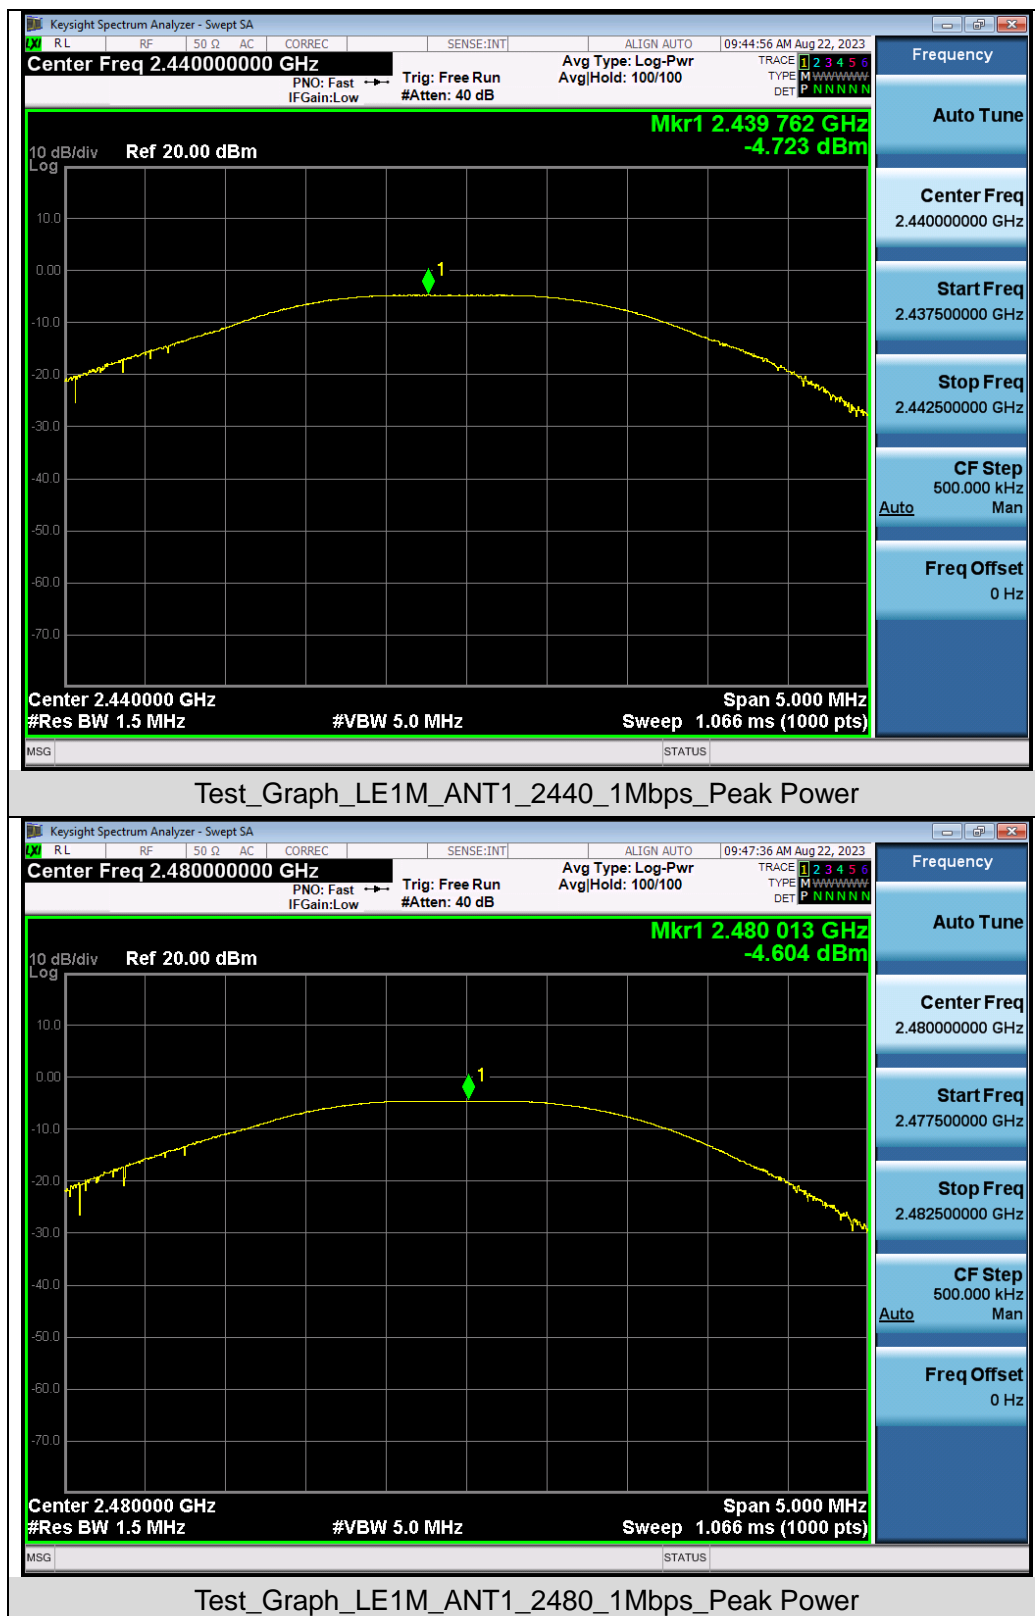 Keysight Spectrum Analyzer - Swept SA
LXI RL RF 50 Ω AC CORREC SENSE:INT ALIGN AUTO 09:44:56 AM Aug 22, 2023
Center Freq 2.440000000 GHz
PNO: Fast
IFGain:Low
Trig: Free Run
#Atten: 40 dB
Avg Type: Log-Pwr
Avg|Hold: 100/100
TRACE 1 2 3 4 5 6
TYPE M WWWWW
DET P N N N N N
Frequency
Mkr1 2.439 762 GHz
-4.723 dBm
10 dB/div
Log
Ref 20.00 dBm
10.0
0.00
-10.0
-20.0
-30.0
-40.0
-50.0
-60.0
-70.0
1
Center 2.440000 GHz
Span 5.000 MHz
#Res BW 1.5 MHz
#VBW 5.0 MHz
Sweep 1.066 ms (1000 pts)
Auto Tune
Center Freq
2.440000000 GHz
Start Freq
2.437500000 GHz
Stop Freq
2.442500000 GHz
CF Step
500.000 kHz
Auto Man
Freq Offset
0 Hz
MSG STATUS
Test_Graph_LE1M_ANT1_2440_1Mbps_Peak Power
Keysight Spectrum Analyzer - Swept SA
LXI RL RF 50 Ω AC CORREC SENSE:INT ALIGN AUTO 09:47:36 AM Aug 22, 2023
Center Freq 2.480000000 GHz
PNO: Fast
IFGain:Low
Trig: Free Run
#Atten: 40 dB
Avg Type: Log-Pwr
Avg|Hold: 100/100
TRACE 1 2 3 4 5 6
TYPE M WWWWW
DET P N N N N N
Frequency
Mkr1 2.480 013 GHz
-4.604 dBm
10 dB/div
Log
Ref 20.00 dBm
10.0
0.00
-10.0
-20.0
-30.0
-40.0
-50.0
-60.0
-70.0
1
Center 2.480000 GHz
Span 5.000 MHz
#Res BW 1.5 MHz
#VBW 5.0 MHz
Sweep 1.066 ms (1000 pts)
Auto Tune
Center Freq
2.480000000 GHz
Start Freq
2.477500000 GHz
Stop Freq
2.482500000 GHz
CF Step
500.000 kHz
Auto Man
Freq Offset
0 Hz
MSG STATUS
Test_Graph_LE1M_ANT1_2480_1Mbps_Peak Power